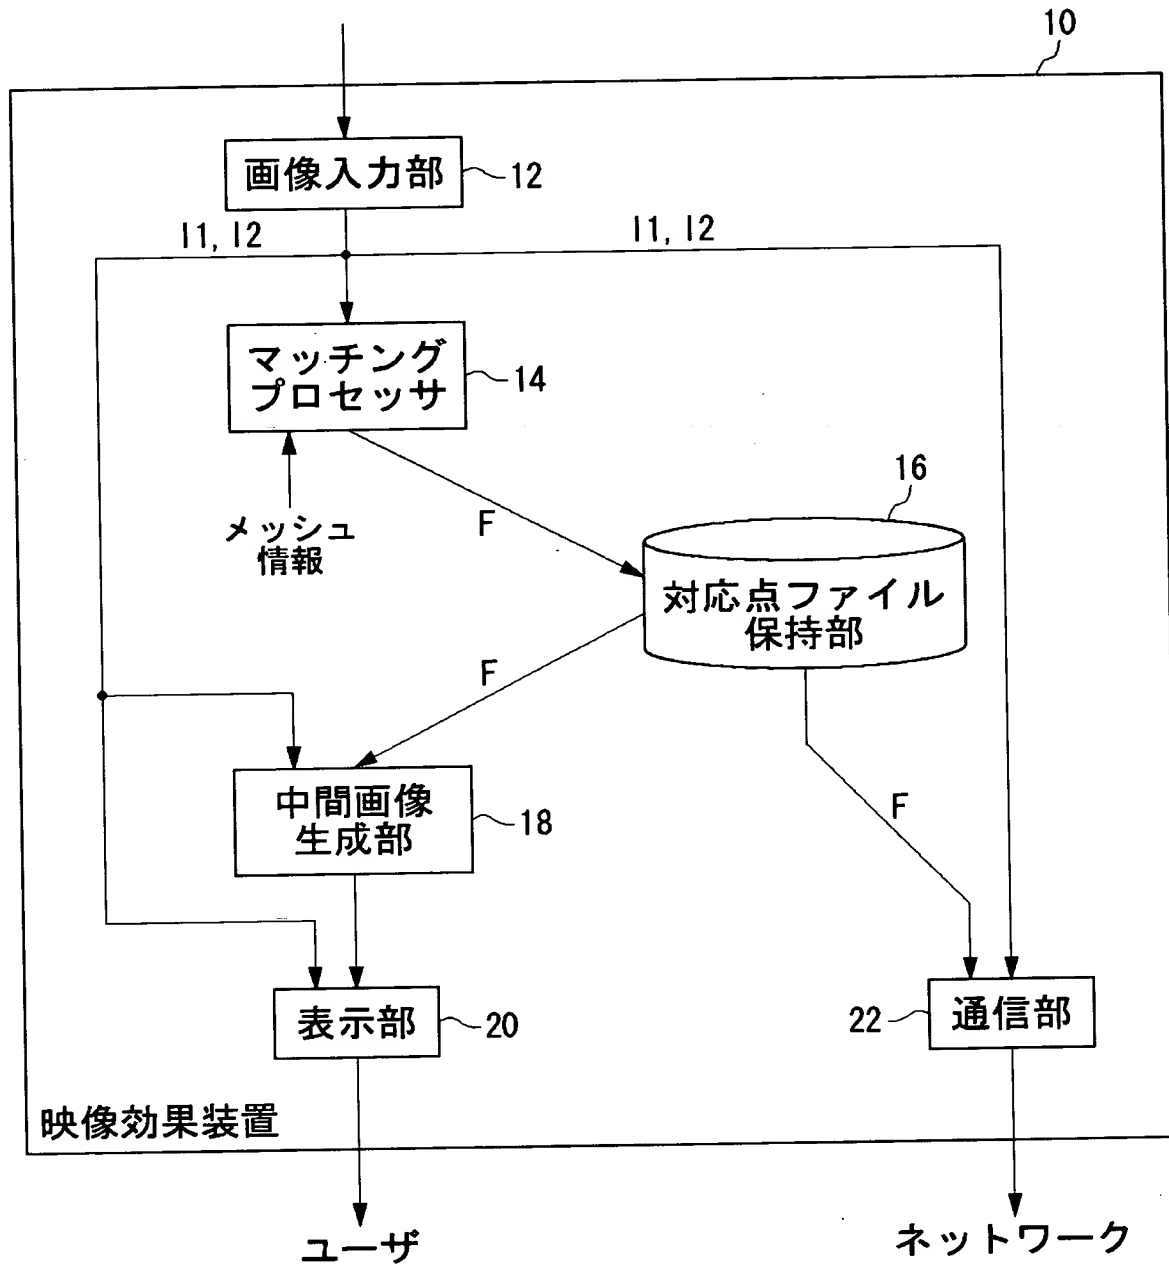 10
画像入力部
12
I1, I2
I1, I2
マッチング
プロセッサ
14
メッシュ
情報
F
16
対応点ファイル
保持部
F
中間画像
生成部
18
F
表示部
20
22
通信部
映像効果装置
ユーザ
ネットワーク